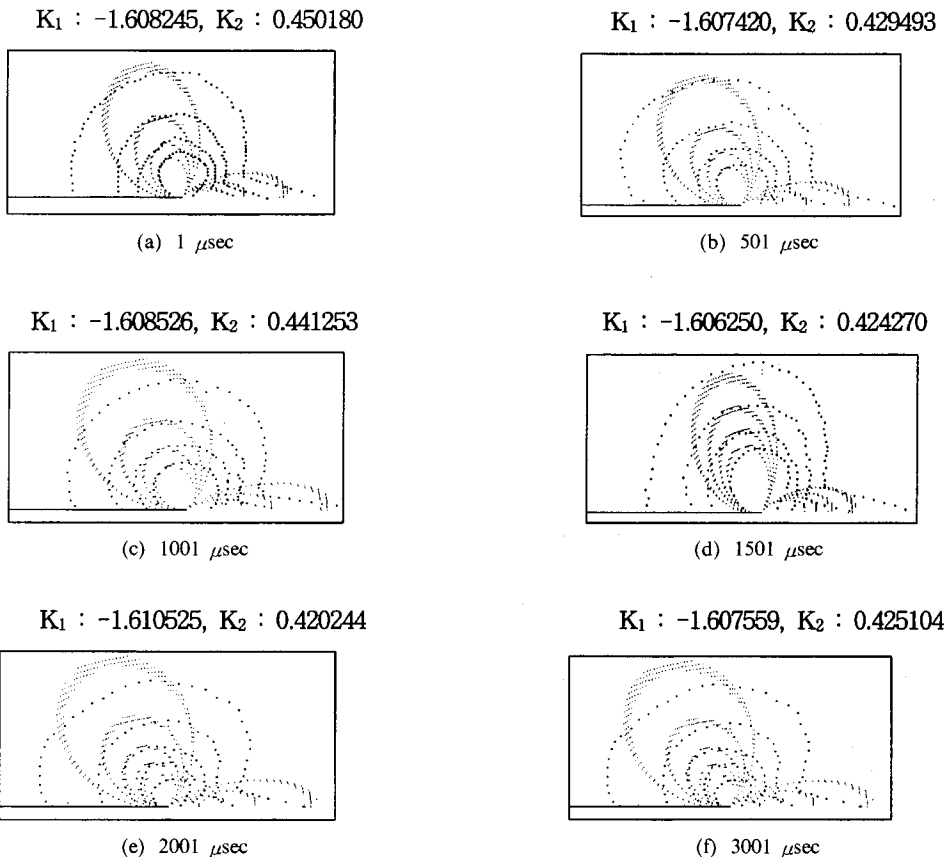 K₁ : -1.608245, K₂ : 0.450180
K₁ : -1.607420, K₂ : 0.429493
(a) 1 μsec
(b) 501 μsec
K₁ : -1.608526, K₂ : 0.441253
K₁ : -1.606250, K₂ : 0.424270
(c) 1001 μsec
(d) 1501 μsec
K₁ : -1.610525, K₂ : 0.420244
K₁ : -1.607559, K₂ : 0.425104
(e) 2001 μsec
(f) 3001 μsec